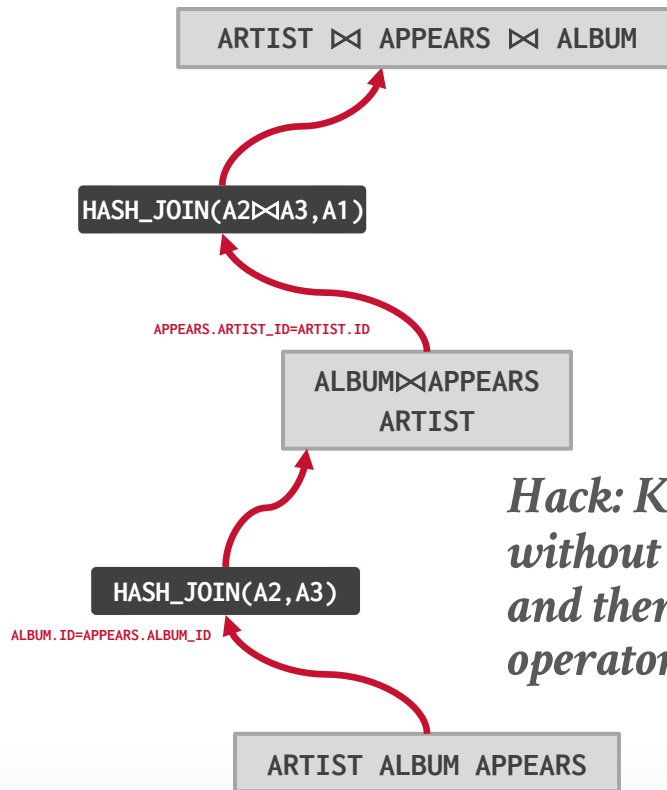 ARTIST ⋈ APPEARS ⋈ ALBUM
HASH_JOIN(A2⋈A3,A1)
APPEARS.ARTIST_ID=ARTIST.ID
ALBUM⋈APPEARS
ARTIST
Hack: K
without
and then
operator
HASH_JOIN(A2,A3)
ALBUM.ID=APPEARS.ALBUM_ID
ARTIST ALBUM APPEARS